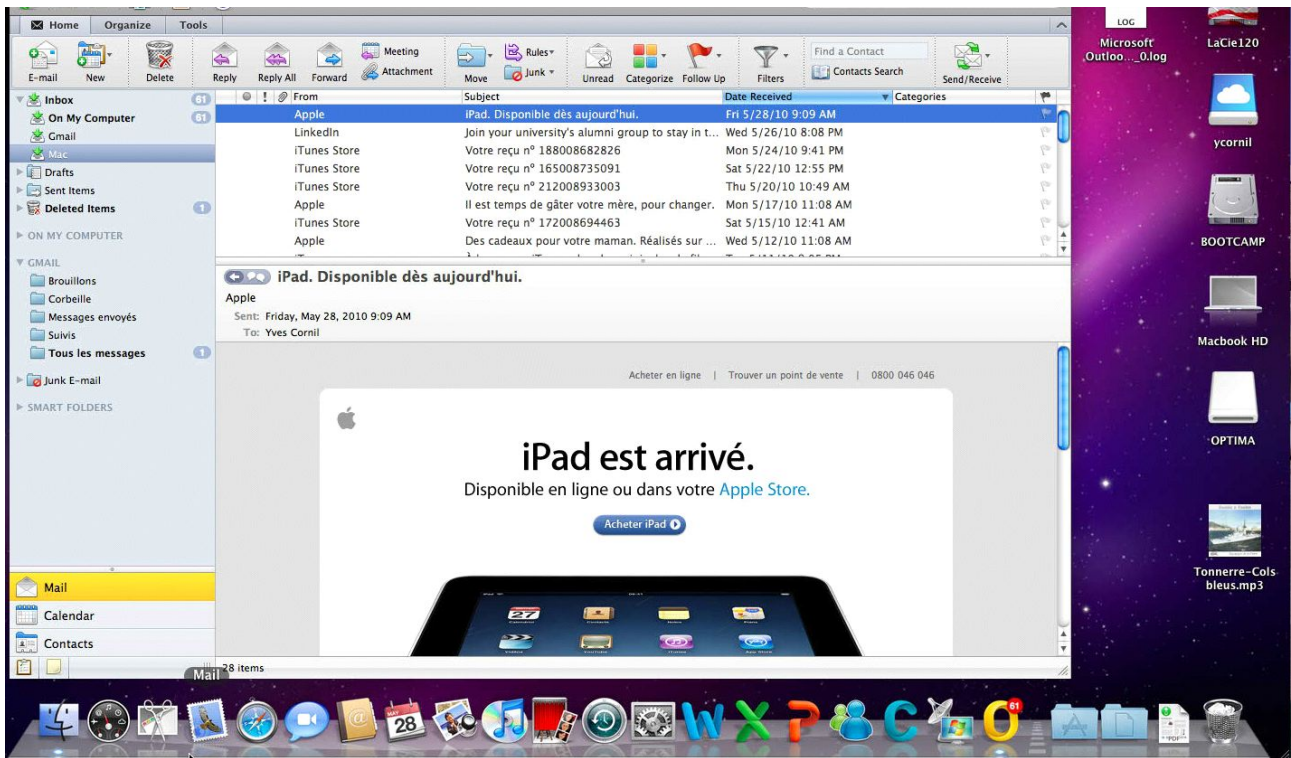 Home Organize Tools
E-mail New Delete Reply Reply All Forward Meeting Attachment Move Rules Junk Unread Categorize Follow Up Filters Find a Contact Contacts Search Send/Receive
Inbox 61
On My Computer 61
Gmail
Mac
Drafts
Sent Items
Deleted Items 1
ON MY COMPUTER
GMAIL
Brouillons
Corbeille
Messages envoyés
Suivis
Tous les messages 1
Junk E-mail
SMART FOLDERS
Mail
Calendar
Contacts
! From Subject Date Received Categories
Apple iPad. Disponible dès aujourd'hui. Fri 5/28/10 9:09 AM
LinkedIn Join your university's alumni group to stay in t... Wed 5/26/10 8:08 PM
iTunes Store Votre reçu nº 188008682826 Mon 5/24/10 9:41 PM
iTunes Store Votre reçu nº 165008735091 Sat 5/22/10 12:55 PM
iTunes Store Votre reçu nº 212008933003 Thu 5/20/10 10:49 AM
Apple Il est temps de gâter votre mère, pour changer. Mon 5/17/10 11:08 AM
iTunes Store Votre reçu nº 172008694463 Sat 5/15/10 12:41 AM
Apple Des cadeaux pour votre maman. Réalisés sur ... Wed 5/12/10 11:08 AM
iPad. Disponible dès aujourd'hui.
Apple
Sent: Friday, May 28, 2010 9:09 AM
To: Yves Cornil
Acheter en ligne | Trouver un point de vente | 0800 046 046
iPad est arrivé.
Disponible en ligne ou dans votre Apple Store.
Acheter iPad
27
28 items
Mail
LOG
Microsoft
Outloo..._0.log
LaCie120
ycornil
BOOTCAMP
Macbook HD
OPTIMA
Tonnerre-Cols
bleus.mp3
MAY
28
W X P C O 61
PDF